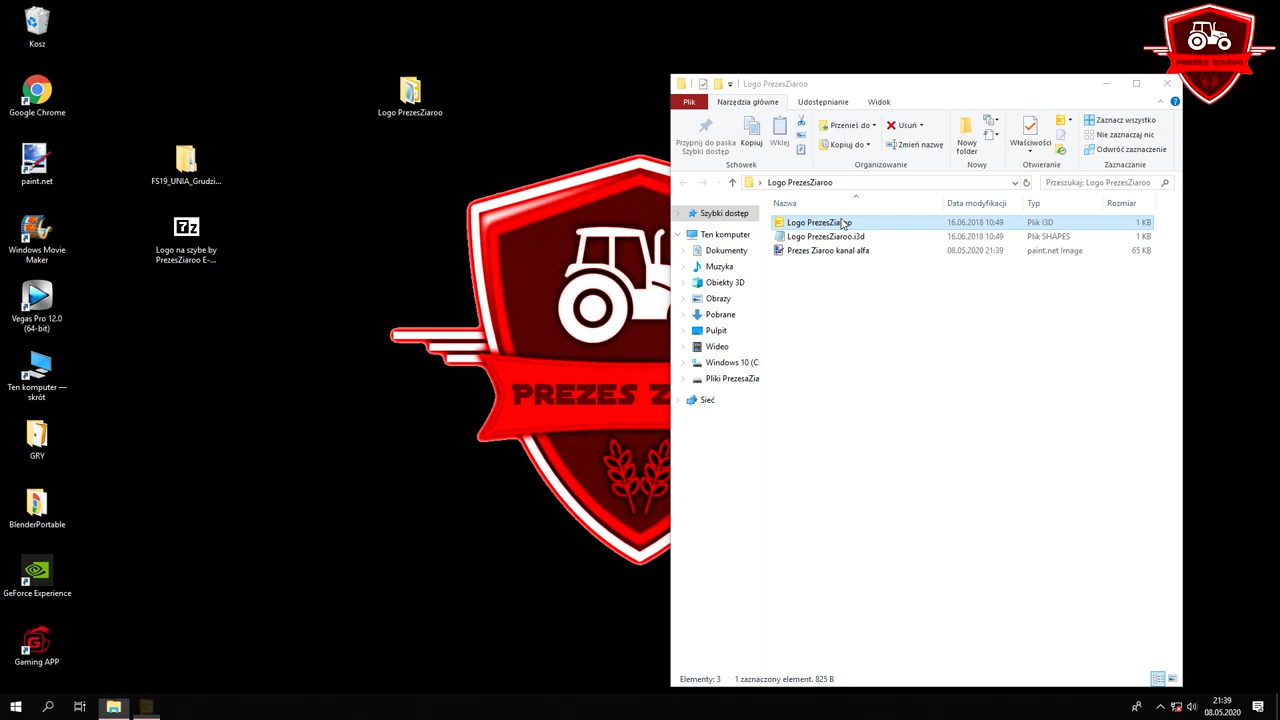 Kosz
Google Chrome
paint.net
Windows Movie
Maker
Vegas Pro 12.0
(64-bit)
Ten komputer —
skrót
GRY
BlenderPortable
GeForce Experience
Gaming APP
FS19_UNIA_Grudzi...
7z
Logo na szybe by
PrezesZiaroo E-...
Logo PrezesZiaroo
PREZES Z
PREZES ZIAROO
Logo PrezesZiaroo
Plik
Narzędzia główne
Udostępnianie
Widok
Przypnij do paska
Szybki dostęp
Kopiuj
Wklej
Przenieś do
Kopiuj do
Usuń
Zmień nazwę
Nowy
folder
Właściwości
Zaznacz wszystko
Nie zaznaczaj nic
Odwróć zaznaczenie
Schowek
Organizowanie
Nowy
Otwieranie
Zaznaczanie
Logo PrezesZiaroo
Przeszukaj: Logo PrezesZiaroo
Nazwa
Data modyfikacji
Typ
Rozmiar
Logo PrezesZiaroo
16.06.2018 10:49
Plik I3D
1 KB
Logo PrezesZiaroo.i3d
16.06.2018 10:49
Plik SHAPES
1 KB
Prezes Ziaroo kanal alfa
08.05.2020 21:39
paint.net Image
65 KB
Szybki dostęp
Ten komputer
Dokumenty
Muzyka
Obiekty 3D
Obrazy
Pobrane
Pulpit
Wideo
Windows 10 (C
Pliki PrezesaZia
Sieć
Elementy: 3
1 zaznaczony element. 825 B
21:39
08.05.2020